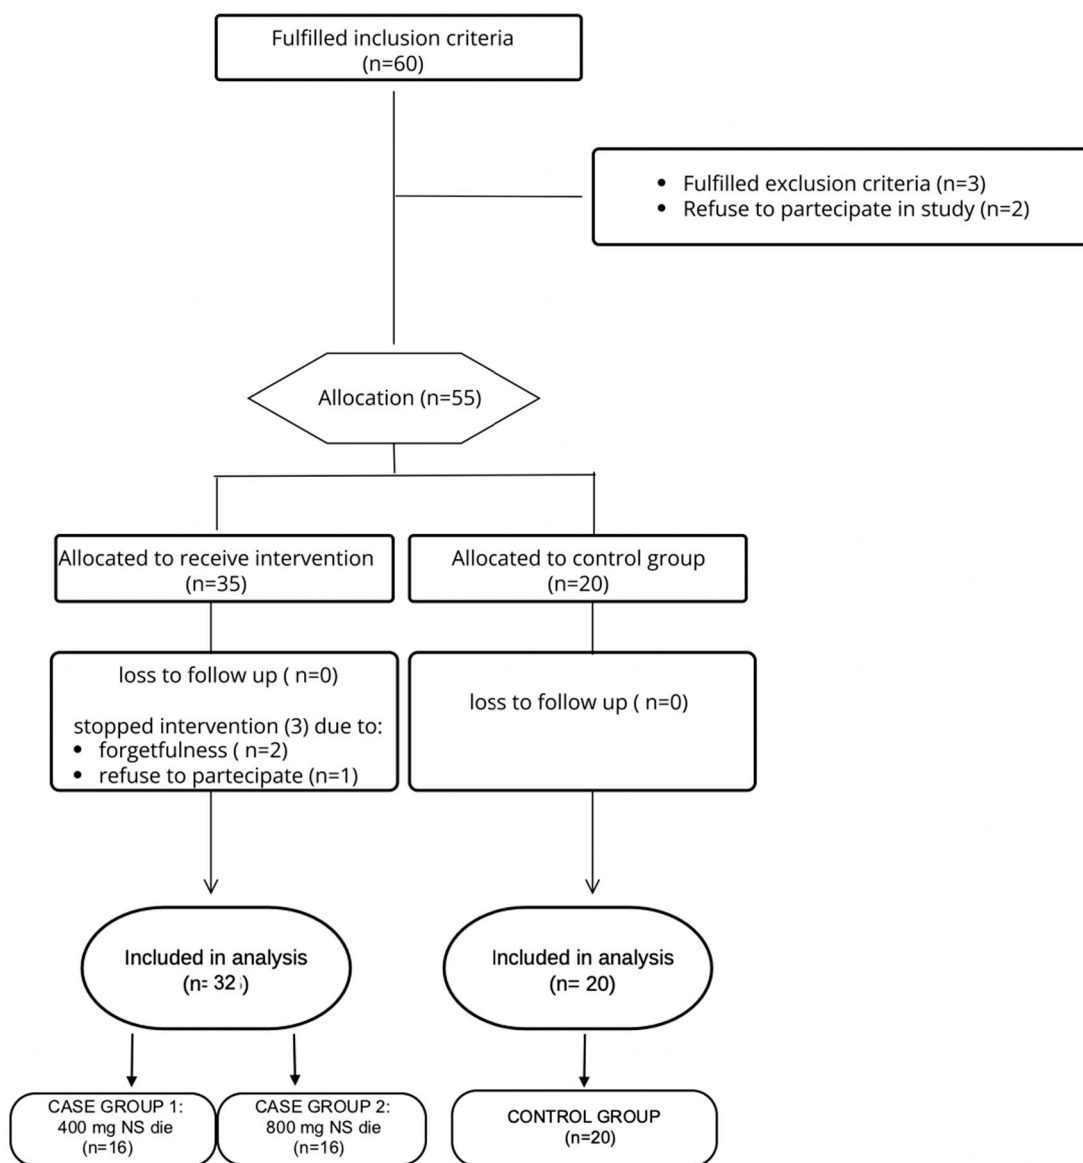 Fulfilled inclusion criteria
(n=60)
• Fulfilled exclusion criteria (n=3)
• Refuse to partecipate in study (n=2)
Allocation (n=55)
Allocated to receive intervention
(n=35)
Allocated to control group
(n=20)
loss to follow up ( n=0)
stopped intervention (3) due to:
• forgetfulness ( n=2)
• refuse to partecipate (n=1)
loss to follow up ( n=0)
Included in analysis
(n= 32)
Included in analysis
(n= 20)
CASE GROUP 1:
400 mg NS die
(n=16)
CASE GROUP 2:
800 mg NS die
(n=16)
CONTROL GROUP
(n=20)